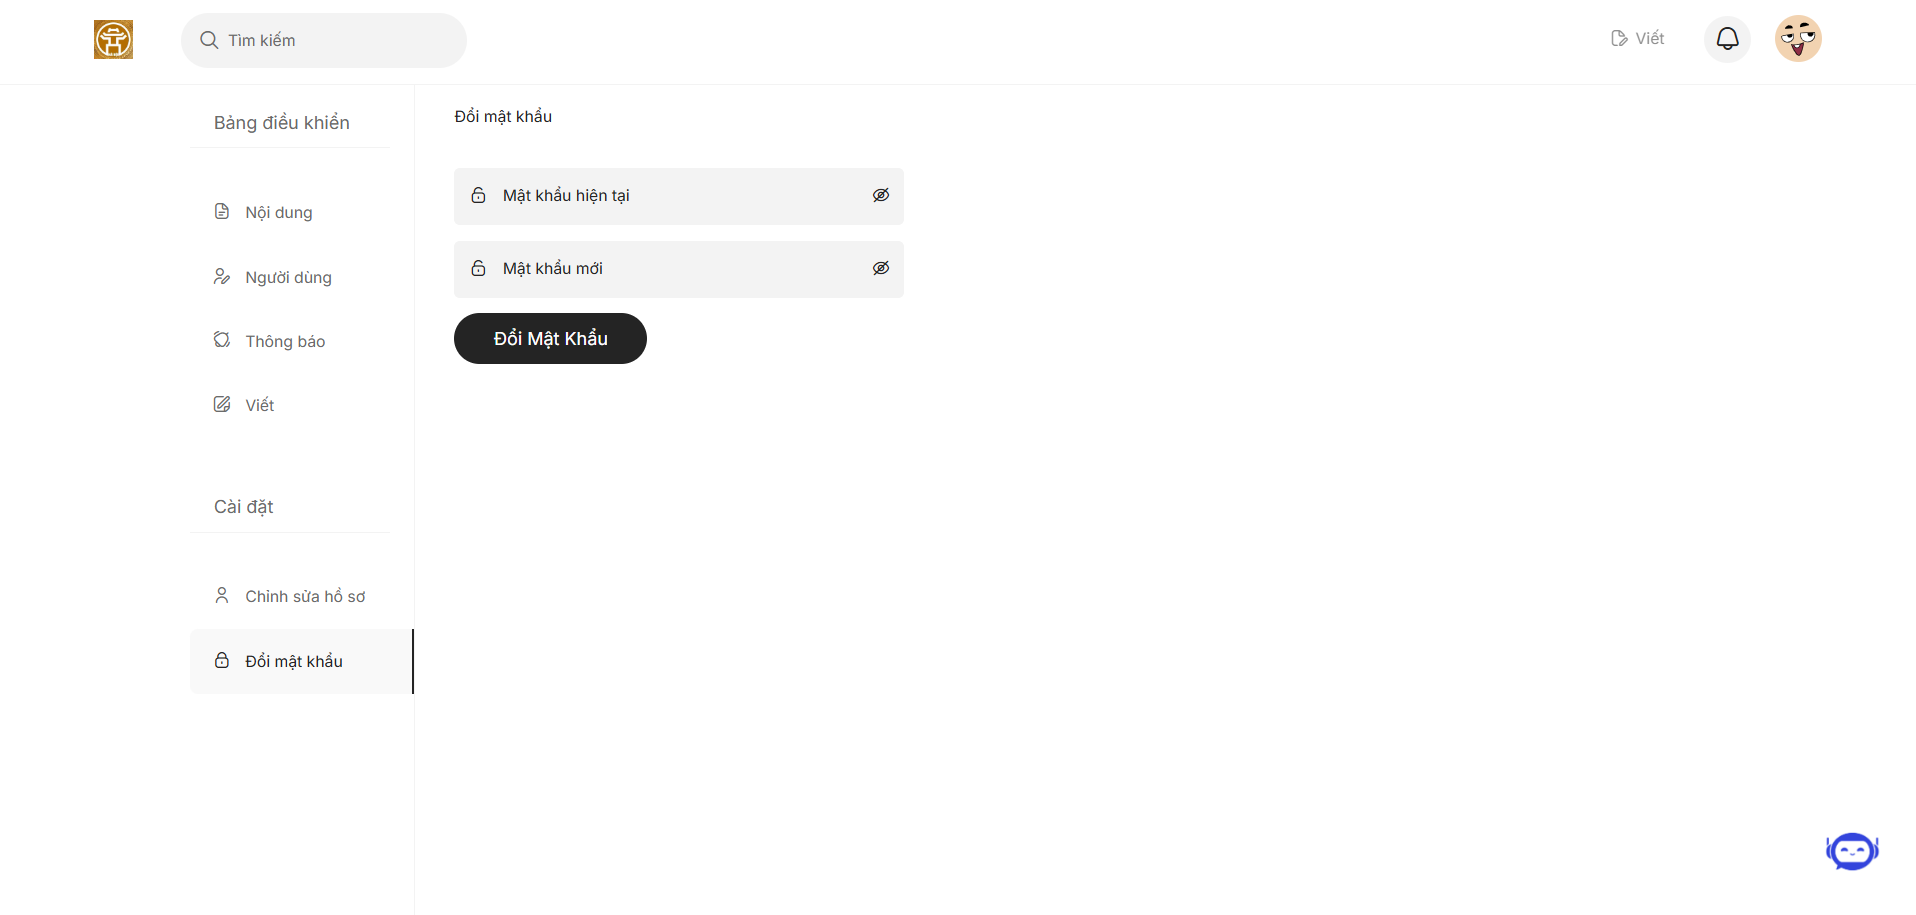 Tìm kiếm
Viết
Bảng điều khiển
Nội dung
Người dùng
Thông báo
Viết
Cài đặt
Chỉnh sửa hồ sơ
Đổi mật khẩu
Đổi mật khẩu
Mật khẩu hiện tại
Mật khẩu mới
Đổi Mật Khẩu